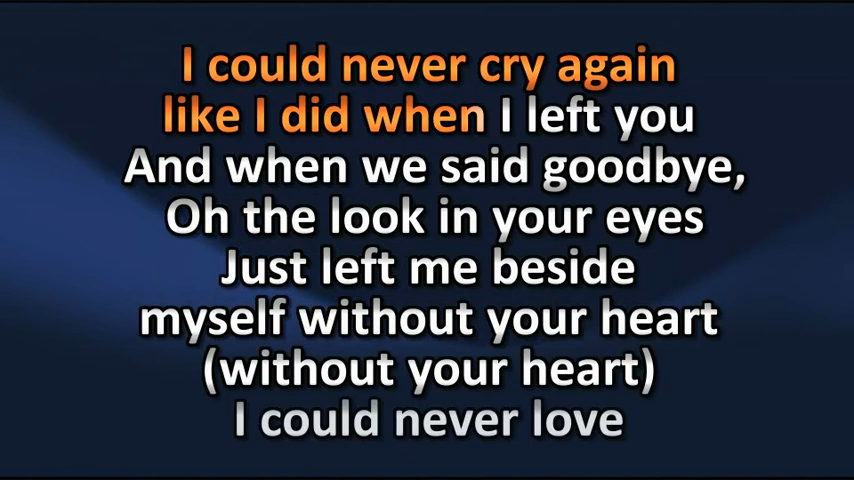 I could never cry again
like I did when I left you
And when we said goodbye,
Oh the look in your eyes
Just left me beside
myself without your heart
(without your heart)
I could never love